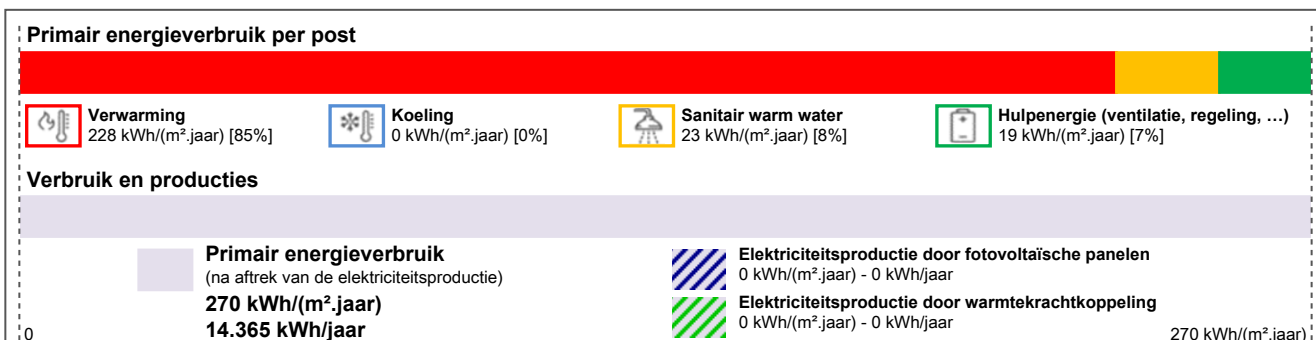 Primair energieverbruik per post
Verwarming
228 kWh/(m².jaar) [85%]
Koeling
0 kWh/(m².jaar) [0%]
Sanitair warm water
23 kWh/(m².jaar) [8%]
Hulpenergie (ventilatie, regeling, …)
19 kWh/(m².jaar) [7%]
Verbruik en producties
Primair energieverbruik
(na aftrek van de elektriciteitsproductie)
270 kWh/(m².jaar)
14.365 kWh/jaar
Elektriciteitsproductie door fotovoltaïsche panelen
0 kWh/(m².jaar) - 0 kWh/jaar
Elektriciteitsproductie door warmtekrachtkoppeling
0 kWh/(m².jaar) - 0 kWh/jaar
0
270 kWh/(m².jaar)